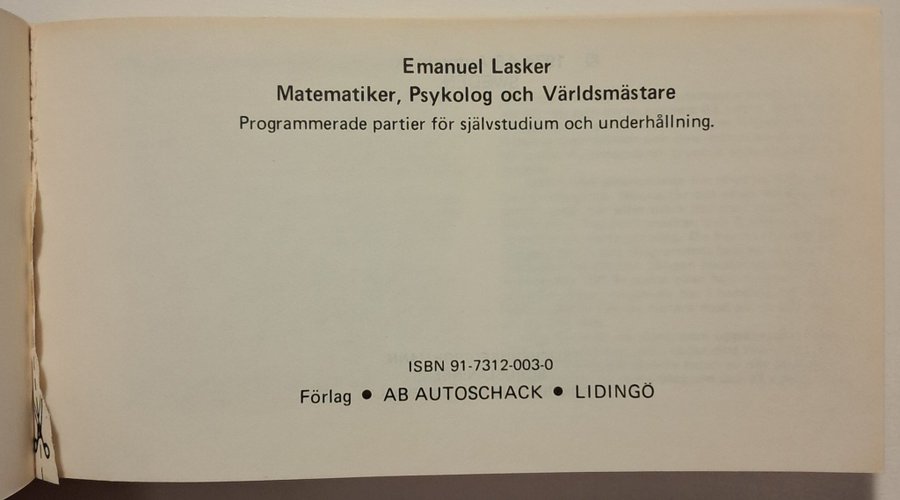 Emanuel Lasker
Matematiker, Psykolog och Världsmästare
Programmerade partier för självstudium och underhållning.
ISBN 91-7312-003-0
Förlag ● AB AUTOSCHACK ● LIDINGÖ